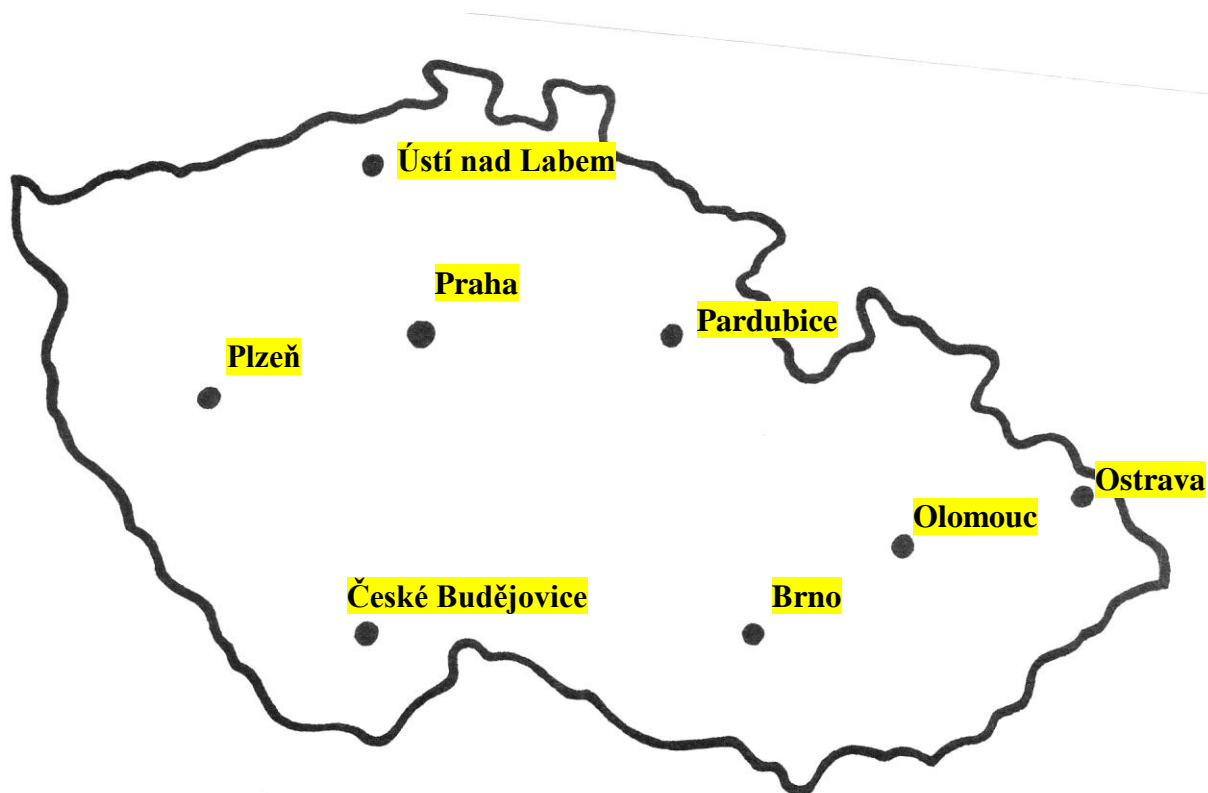 Ústí nad Labem
Praha
Pardubice
Plzeň
Ostrava
Olomouc
České Budějovice
Brno